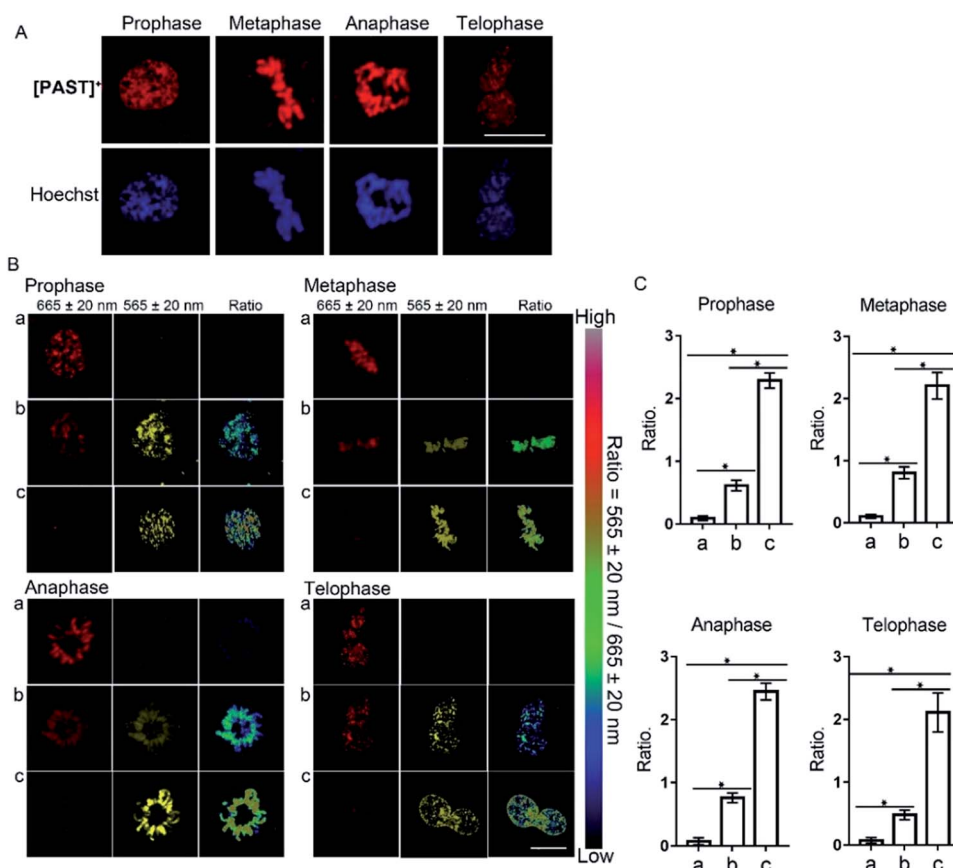 A
Prophase Metaphase Anaphase Telophase
[PAST]+
Hoechst
B
Prophase
665 ± 20 nm 565 ± 20 nm Ratio
a
b
c
Metaphase
665 ± 20 nm 565 ± 20 nm Ratio
a
b
c
Anaphase
a
b
c
Telophase
a
b
c
High
Ratio = 565 ± 20 nm / 665 ± 20 nm
Low
C
Prophase
Ratio.
3
2
1
0
* 
*
*
a b c
Metaphase
Ratio.
3
2
1
0
*
*
*
a b c
Anaphase
Ratio.
3
2
1
0
*
*
*
a b c
Telophase
Ratio.
3
2
1
0
*
*
*
a b c